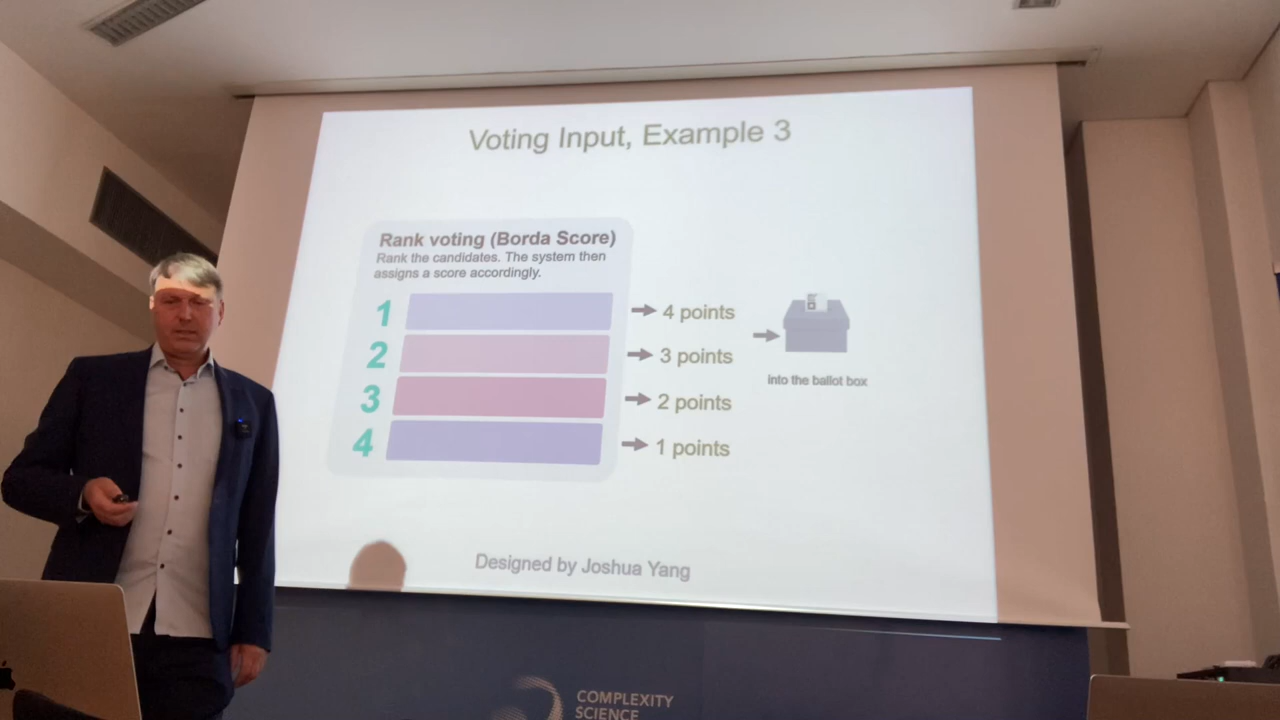 Voting Input, Example 3
Rank voting (Borda Score)
Rank the candidates. The system then
assigns a score accordingly.
1 4 points
2 3 points
3 2 points
4 1 points
into the ballot box
Designed by Joshua Yang
COMPLEXITY
SCIENCE